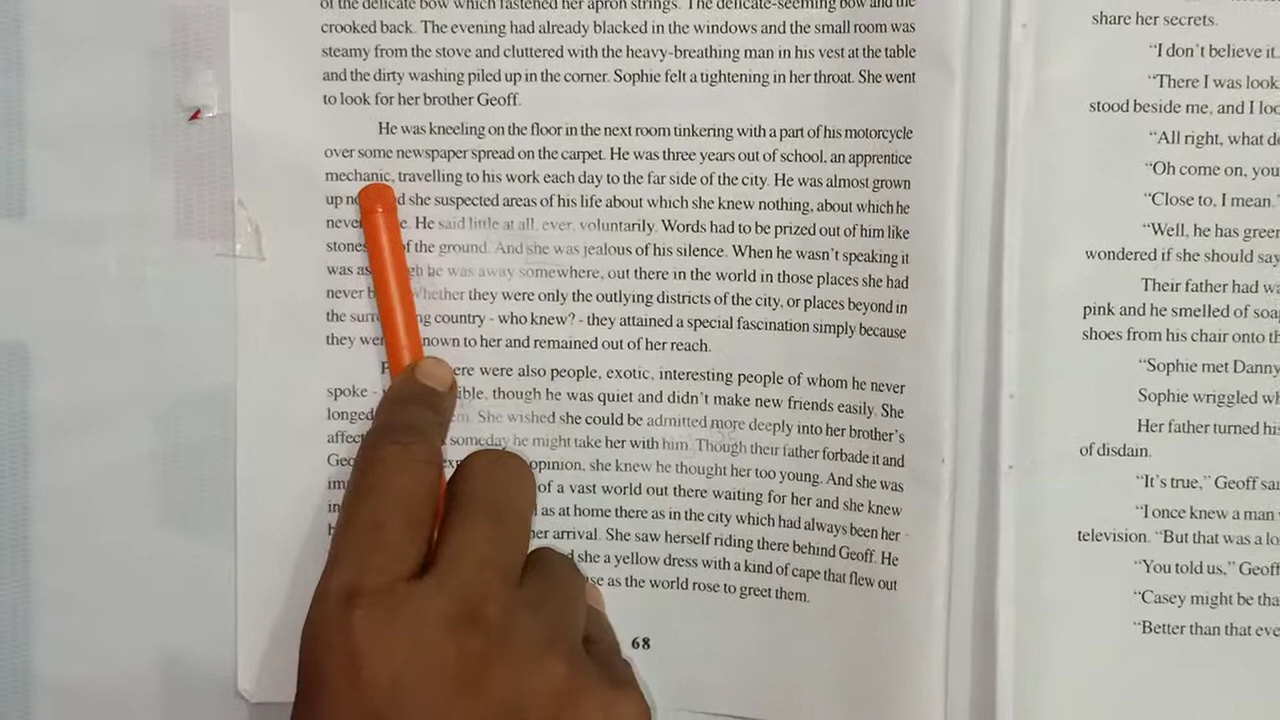 of the delicate bow which fastened her apron strings. The delicate-seeming bow and the
crooked back. The evening had already blacked in the windows and the small room was
steamy from the stove and cluttered with the heavy-breathing man in his vest at the table
and the dirty washing piled up in the corner. Sophie felt a tightening in her throat. She went
to look for her brother Geoff.
He was kneeling on the floor in the next room tinkering with a part of his motorcycle
over some newspaper spread on the carpet. He was three years out of school, an apprentice
mechanic, travelling to his work each day to the far side of the city. He was almost grown
up she suspected areas of his life about which she knew nothing, about which he
never He said little at all, ever, voluntarily. Words had to be prized out of him like
stones of the ground. And she was jealous of his silence. When he wasn't speaking it
was as he was away somewhere, out there in the world in those places she had
never Whether they were only the outlying districts of the city, or places beyond in
the country - who knew? - they attained a special fascination simply because
they to her and remained out of her reach.
were also people, exotic, interesting people of whom he never
spoke - though he was quiet and didn't make new friends easily. She
longed She wished she could be admitted more deeply into her brother's
someday he might take her with him. Though their father forbade it and
opinion, she knew he thought her too young. And she was
of a vast world out there waiting for her and she knew
as at home there as in the city which had always been her
her arrival. She saw herself riding there behind Geoff. He
she a yellow dress with a kind of cape that flew out
as the world rose to greet them.
68
share her secrets.
"I don't believe it.
"There I was look
stood beside me, and I loo
"All right, what do
"Oh come on, you
"Close to, I mean."
"Well, he has green
wondered if she should say
Their father had wa
pink and he smelled of soap
shoes from his chair onto th
"Sophie met Danny
Sophie wriggled wh
Her father turned his
of disdain.
"It's true," Geoff sai
"I once knew a man
television. "But that was a lo
"You told us," Geoff
"Casey might be tha
"Better than that eve